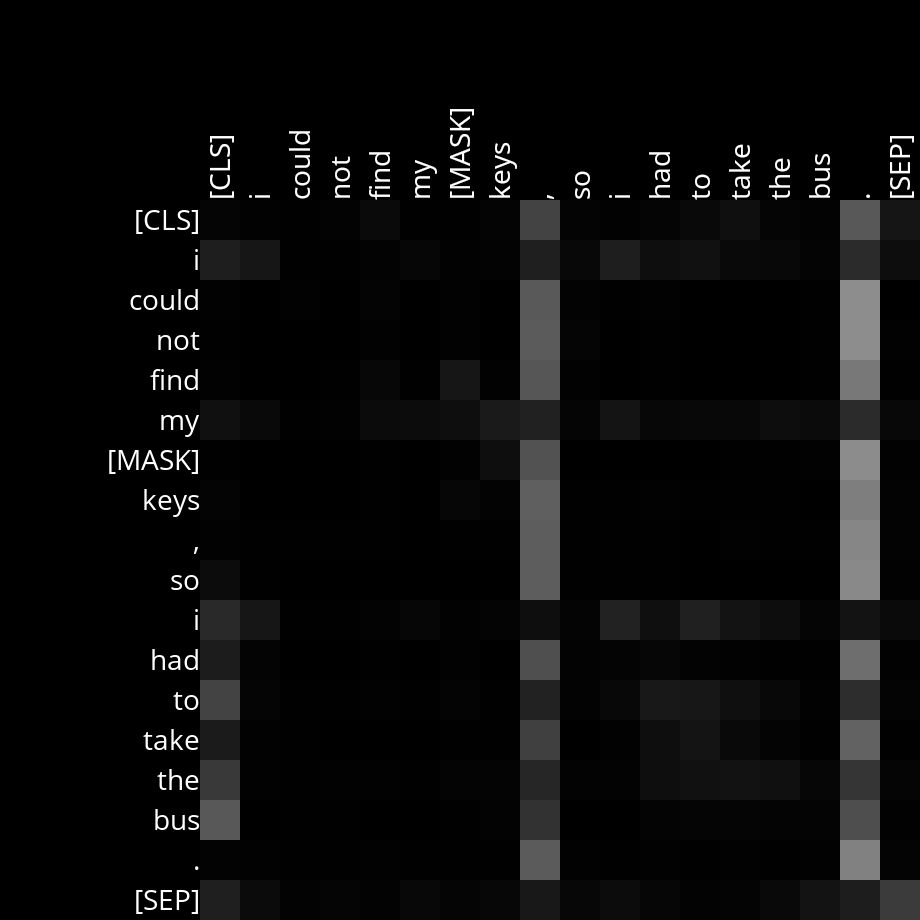 [CLS] i could not find my [MASK] keys , so i had to take the bus . [SEP]
[CLS]
i
could
not
find
my
[MASK]
keys
,
so
i
had
to
take
the
bus
.
[SEP]